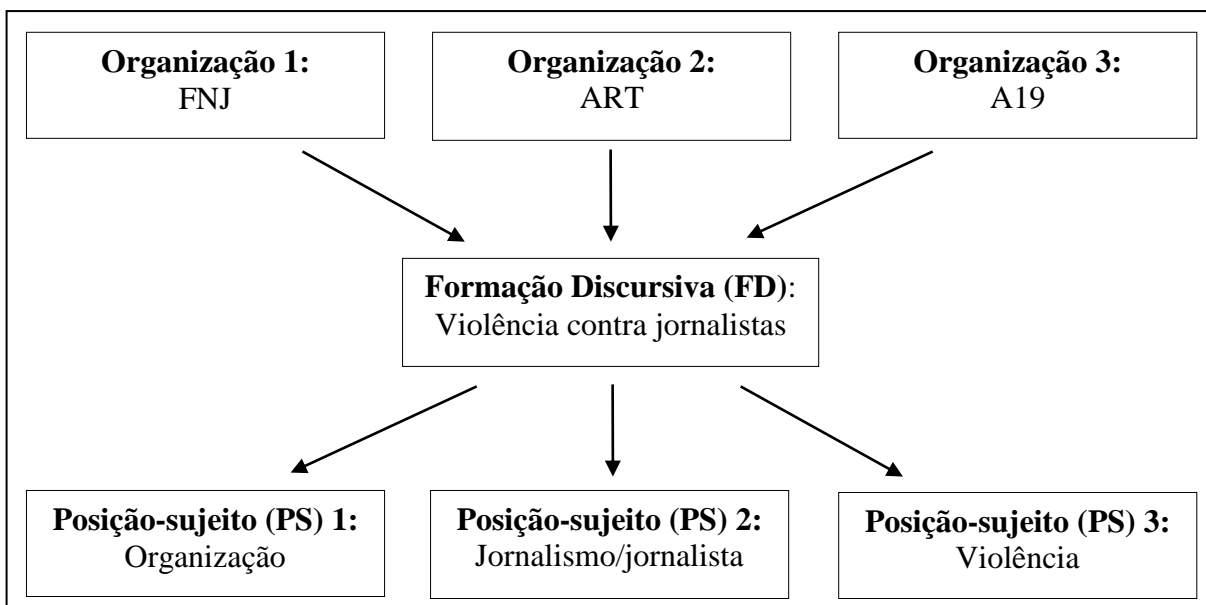 Organização 1:
FNJ
Organização 2:
ART
Organização 3:
A19
Formação Discursiva (FD):
Violência contra jornalistas
Posição-sujeito (PS) 1:
Organização
Posição-sujeito (PS) 2:
Jornalismo/jornalista
Posição-sujeito (PS) 3:
Violência